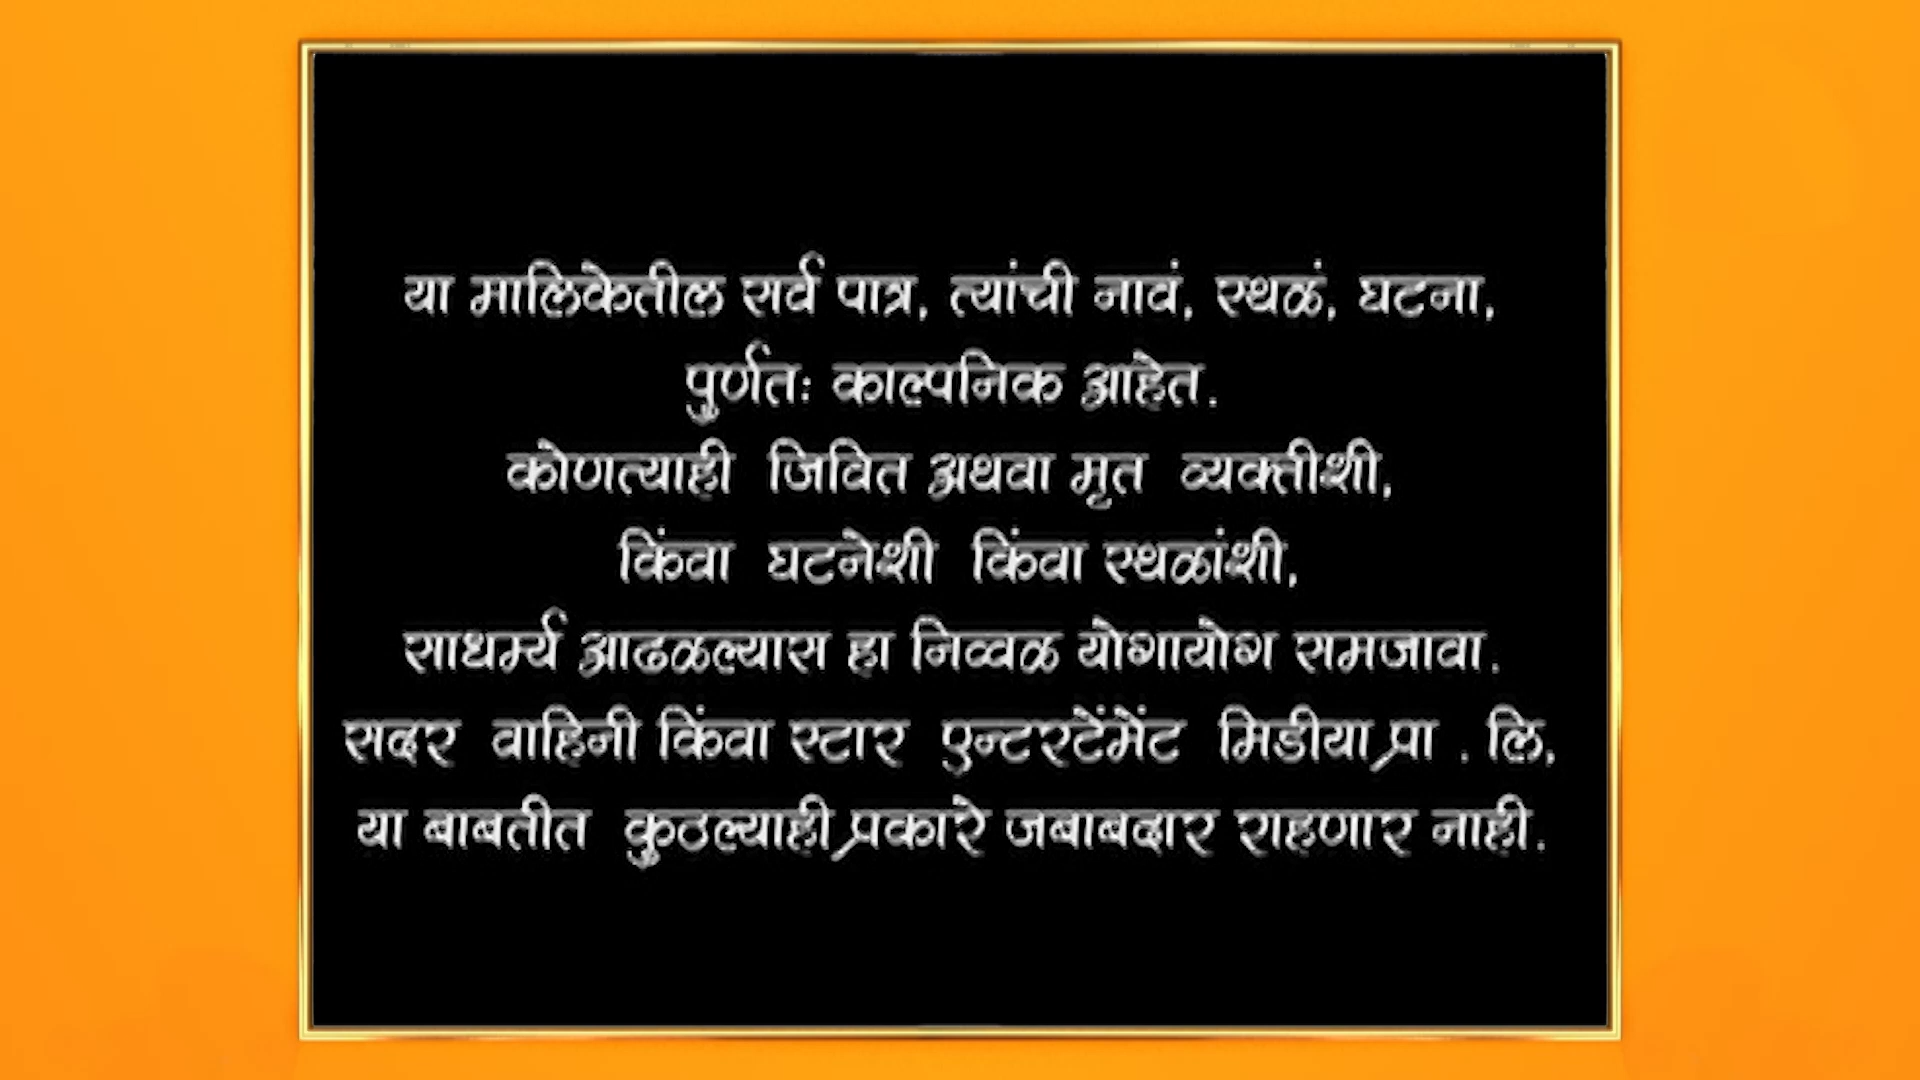 या मालिकेतील सर्व पात्र, त्यांची नावं, स्थळं, घटना,
पुर्णतः काल्पनिक आहेत.
कोणत्याही जिवित अथवा मृत व्यक्तीशी,
किंवा घटनेशी किंवा स्थळांशी,
साधर्म्य आढळल्यास हा निव्वळ योगायोग समजावा.
सदर वाहिनी किंवा स्टार एन्टरटेंमेंट मिडीया प्रा . लि,
या बाबतीत कुठल्याही प्रकारे जबाबदार राहणार नाही.